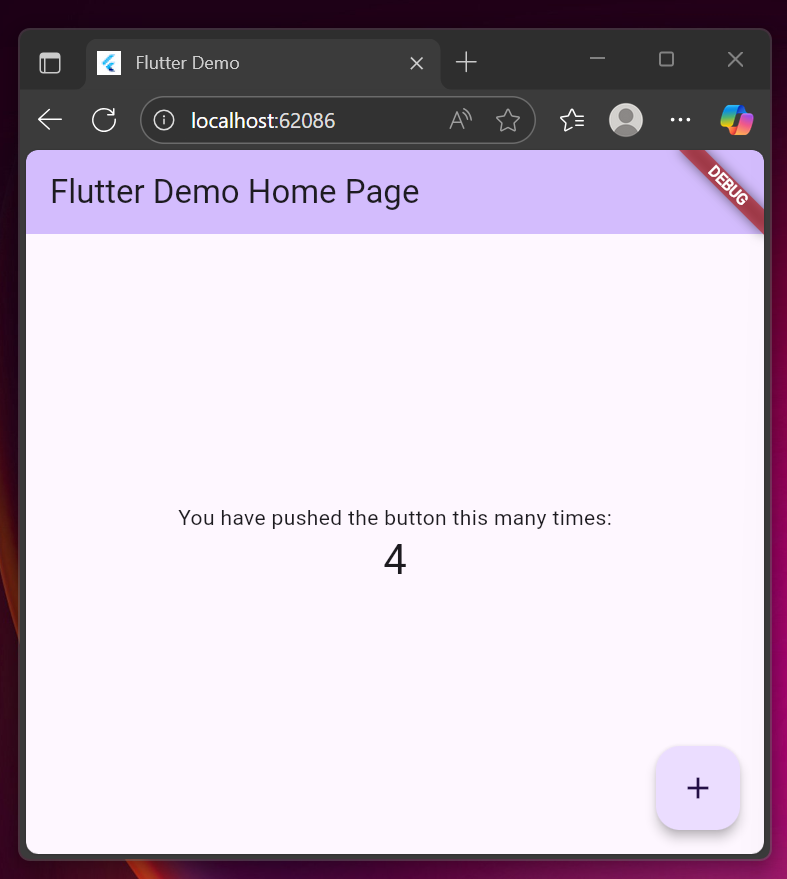 Flutter Demo
localhost:62086
Flutter Demo Home Page
DEBUG
You have pushed the button this many times:
4